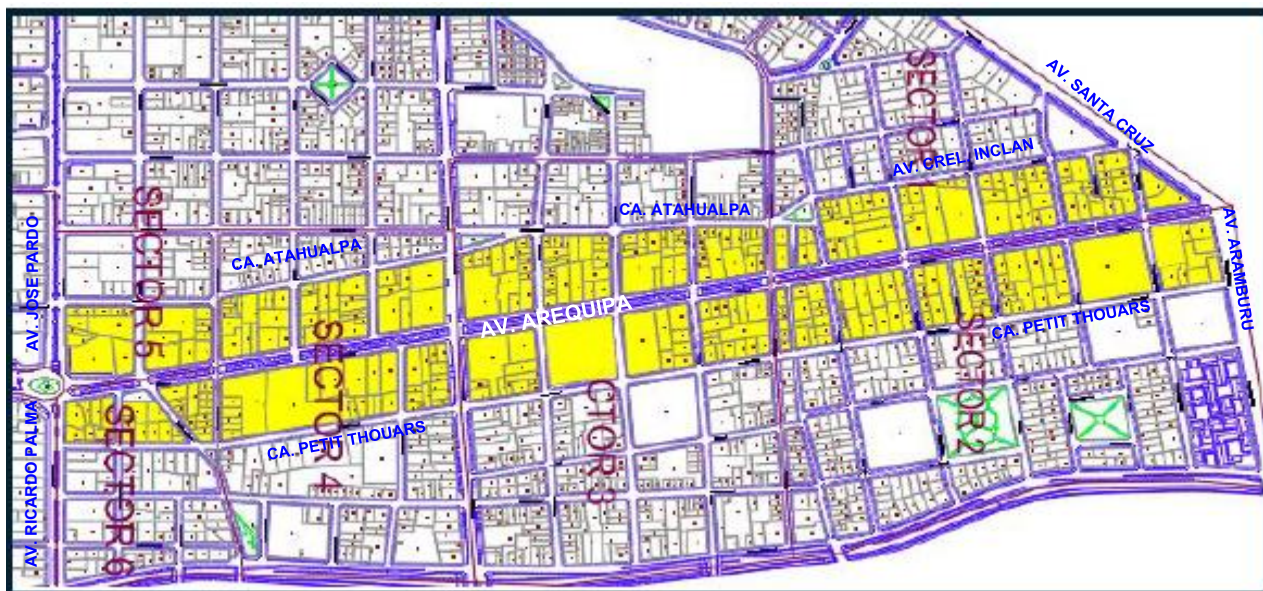 AV. SANTA CRUZ
SECTOR
AV. CREL. INCLAN
CA. ATAHUALPA
AV. JOSE PARDO
SECTOR 5
CA. ATAHUALPA
AV. ARAMBURU
AV. AREQUIPA
CA. PETIT THOUARS
SECTOR 4
SECTOR 2
CTOR 3
AV. RICARDO PALMA
SECTOR 6
CA. PETIT THOUARS